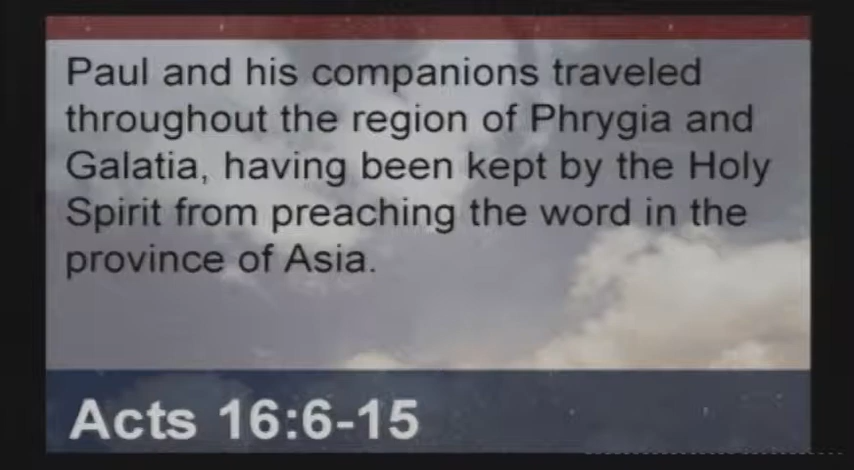 Paul and his companions traveled
throughout the region of Phrygia and
Galatia, having been kept by the Holy
Spirit from preaching the word in the
province of Asia.
Acts 16:6-15